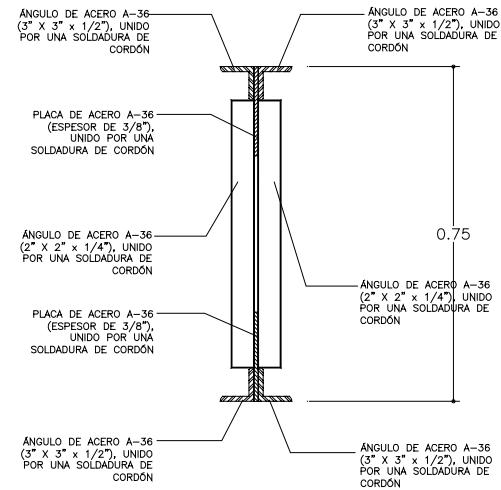 ÁNGULO DE ACERO A-36
(3" X 3" x 1/2"), UNIDO
POR UNA SOLDADURA DE
CORDÓN
ÁNGULO DE ACERO A-36
(3" X 3" x 1/2"), UNIDO
POR UNA SOLDADURA DE
CORDÓN
PLACA DE ACERO A-36
(ESPESOR DE 3/8"),
UNIDO POR UNA
SOLDADURA DE CORDÓN
ÁNGULO DE ACERO A-36
(2" X 2" x 1/4"), UNIDO
POR UNA SOLDADURA DE
CORDÓN
0.75
ÁNGULO DE ACERO A-36
(2" X 2" x 1/4"), UNIDO
POR UNA SOLDADURA DE
CORDÓN
PLACA DE ACERO A-36
(ESPESOR DE 3/8"),
UNIDO POR UNA
SOLDADURA DE CORDÓN
ÁNGULO DE ACERO A-36
(3" X 3" x 1/2"), UNIDO
POR UNA SOLDADURA DE
CORDÓN
ÁNGULO DE ACERO A-36
(3" X 3" x 1/2"), UNIDO
POR UNA SOLDADURA DE
CORDÓN